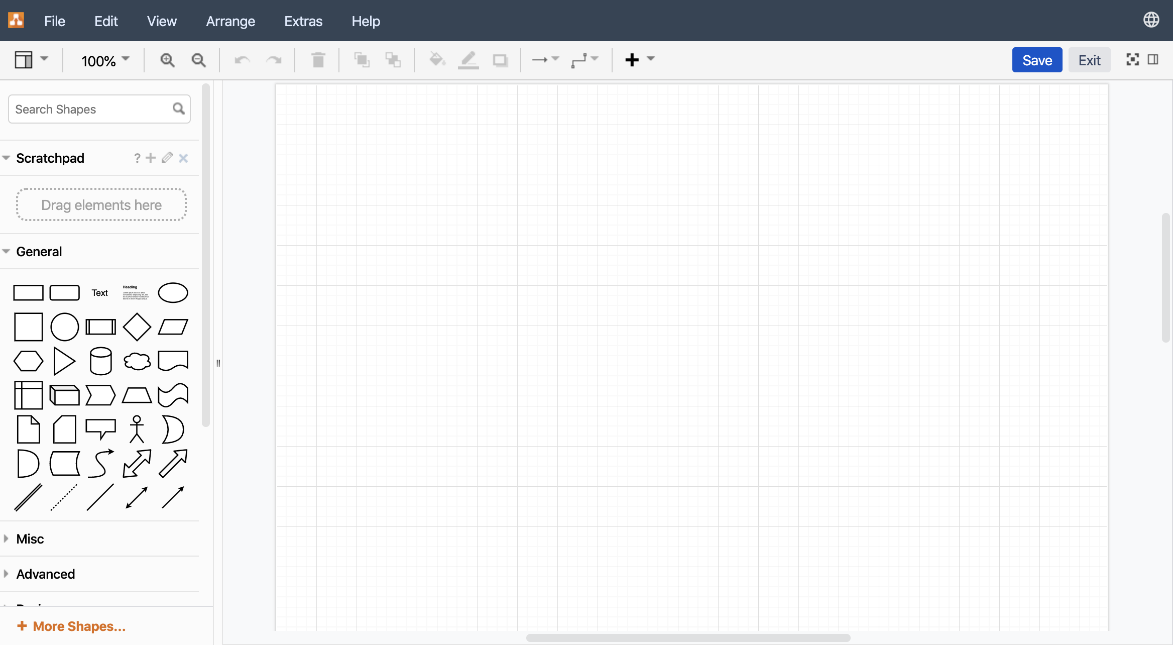 File Edit View Arrange Extras Help
100% Save Exit
Search Shapes
Scratchpad ?
Drag elements here
General
Text Heading
Misc
Advanced
More Shapes...